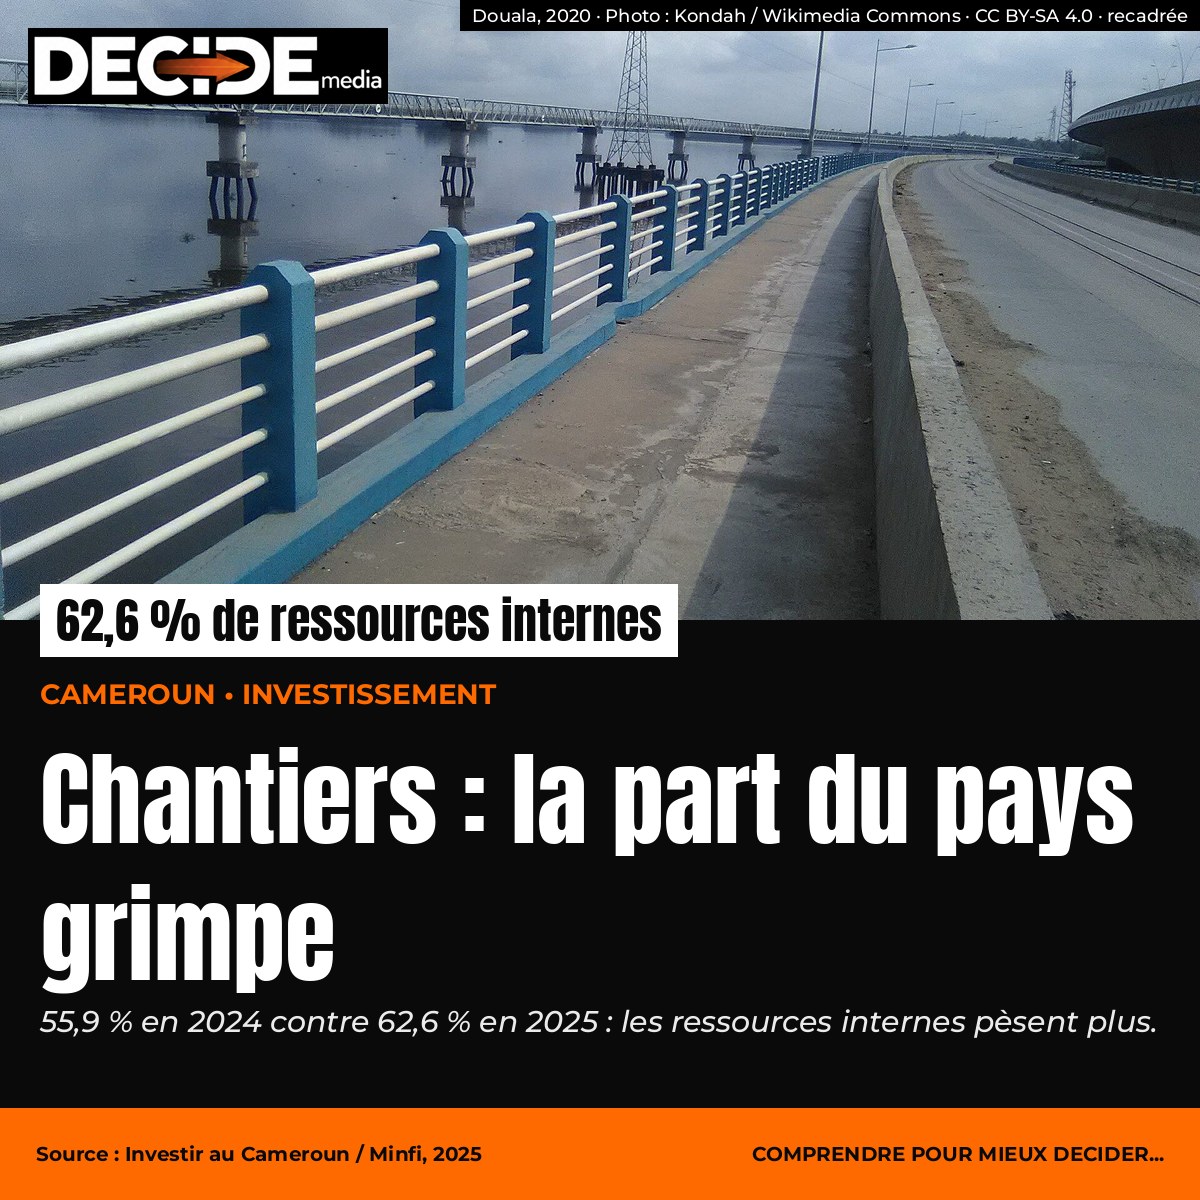 Douala, 2020 · Photo : Kondah / Wikimedia Commons · CC BY-SA 4.0 · recadrée
DECIDE media
62,6 % de ressources internes
CAMEROUN • INVESTISSEMENT
Chantiers : la part du pays
grimpe
55,9 % en 2024 contre 62,6 % en 2025 : les ressources internes pèsent plus.
Source : Investir au Cameroun / Minfi, 2025
COMPRENDRE POUR MIEUX DECIDER...